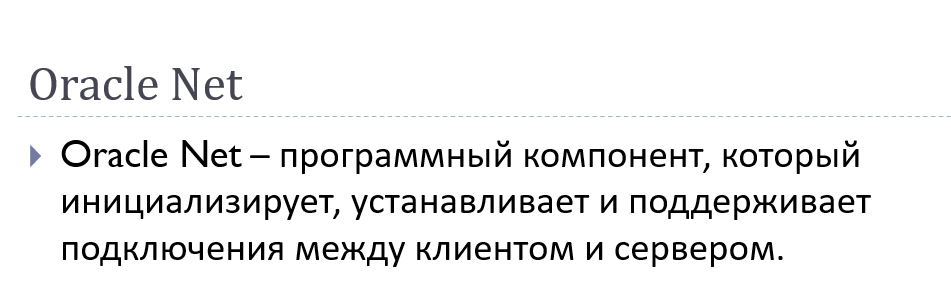 Oracle Net
Oracle Net – программный компонент, который
инициализирует, устанавливает и поддерживает
подключения между клиентом и сервером.